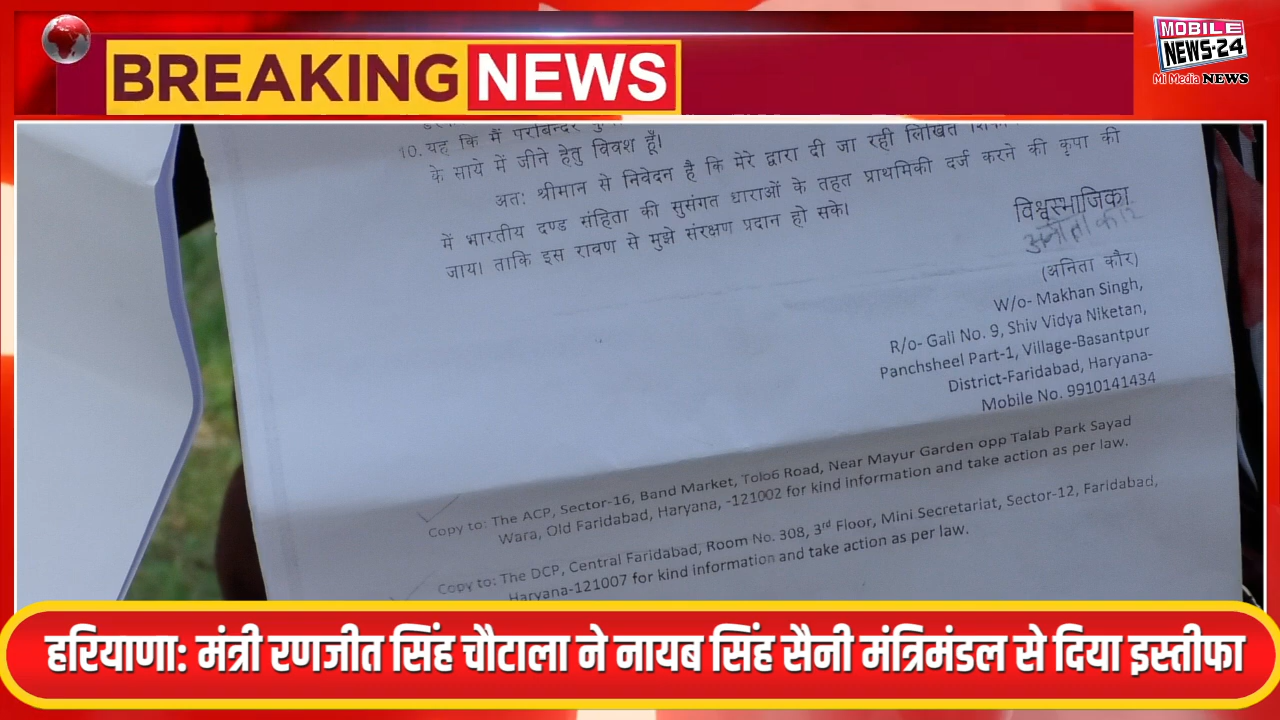 BREAKING NEWS
MOBILE
NEWS-24
Mi Media NEWS
10. यह कि मैं परविन्दर
के साये में जीने हेतु विवश हूँ।
अतः श्रीमान से निवेदन है कि मेरे द्वारा दी जा रही लिखित
में भारतीय दण्ड संहिता की सुसंगत धाराओं के तहत प्राथमिकी दर्ज करने की कृपा की
जाय। ताकि इस रावण से मुझे संरक्षण प्रदान हो सके।
विश्वस्भाजिका
अनीता कौर
(अनिता कौर)
W/o- Makhan Singh,
R/o- Gali No. 9, Shiv Vidya Niketan,
Panchsheel Part-1, Village-Basantpur
District-Faridabad, Haryana-
Mobile No. 9910141434
Copy to: The ACP, Sector-16, Band Market, Tolo6 Road, Near Mayur Garden opp Talab Park Sayad
Wara, Old Faridabad, Haryana, -121002 for kind information and take action as per law.
Copy to: The DCP, Central Faridabad, Room No. 308, 3rd Floor, Mini Secretariat, Sector-12, Faridabad,
Haryana-121007 for kind information and take action as per law.
हरियाणा: मंत्री रणजीत सिंह चौटाला ने नायब सिंह सैनी मंत्रिमंडल से दिया इस्तीफा